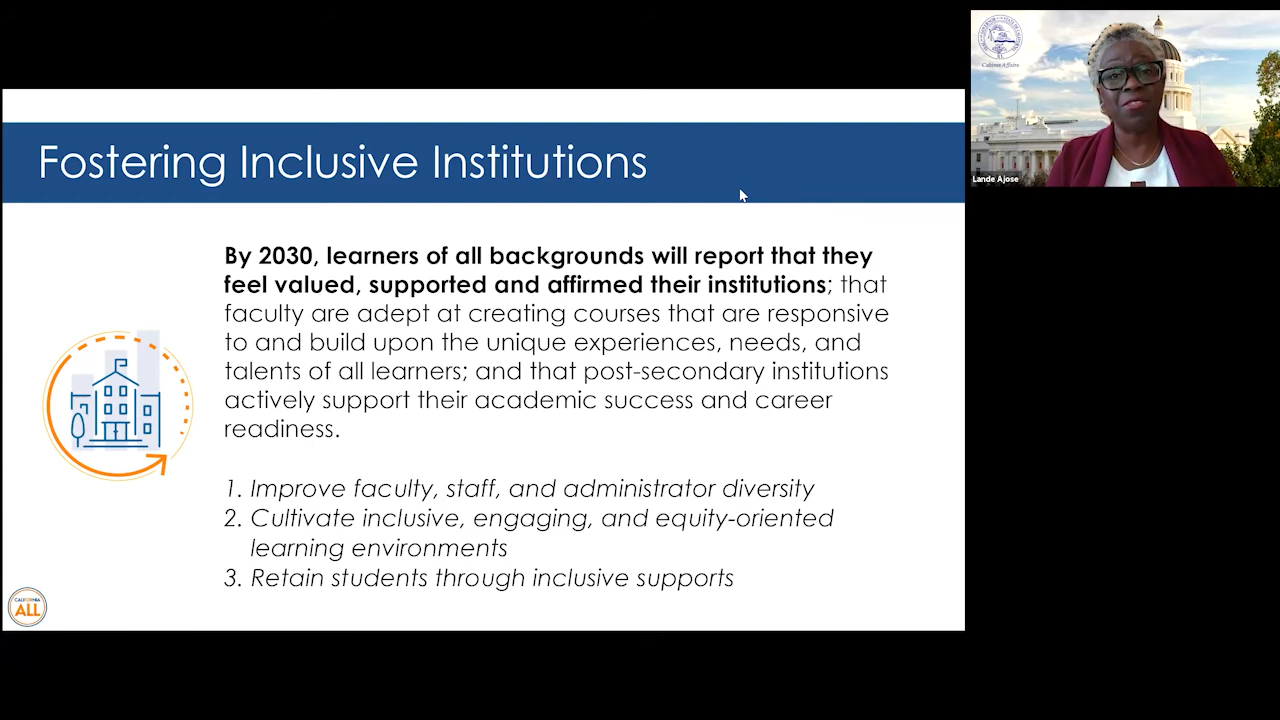 Fostering Inclusive Institutions
By 2030, learners of all backgrounds will report that they
feel valued, supported and affirmed their institutions; that
faculty are adept at creating courses that are responsive
to and build upon the unique experiences, needs, and
talents of all learners; and that post-secondary institutions
actively support their academic success and career
readiness.
1. Improve faculty, staff, and administrator diversity
2. Cultivate inclusive, engaging, and equity-oriented
learning environments
3. Retain students through inclusive supports
CALIFORNIA
ALL
Cabinet Affairs
Lande Ajose